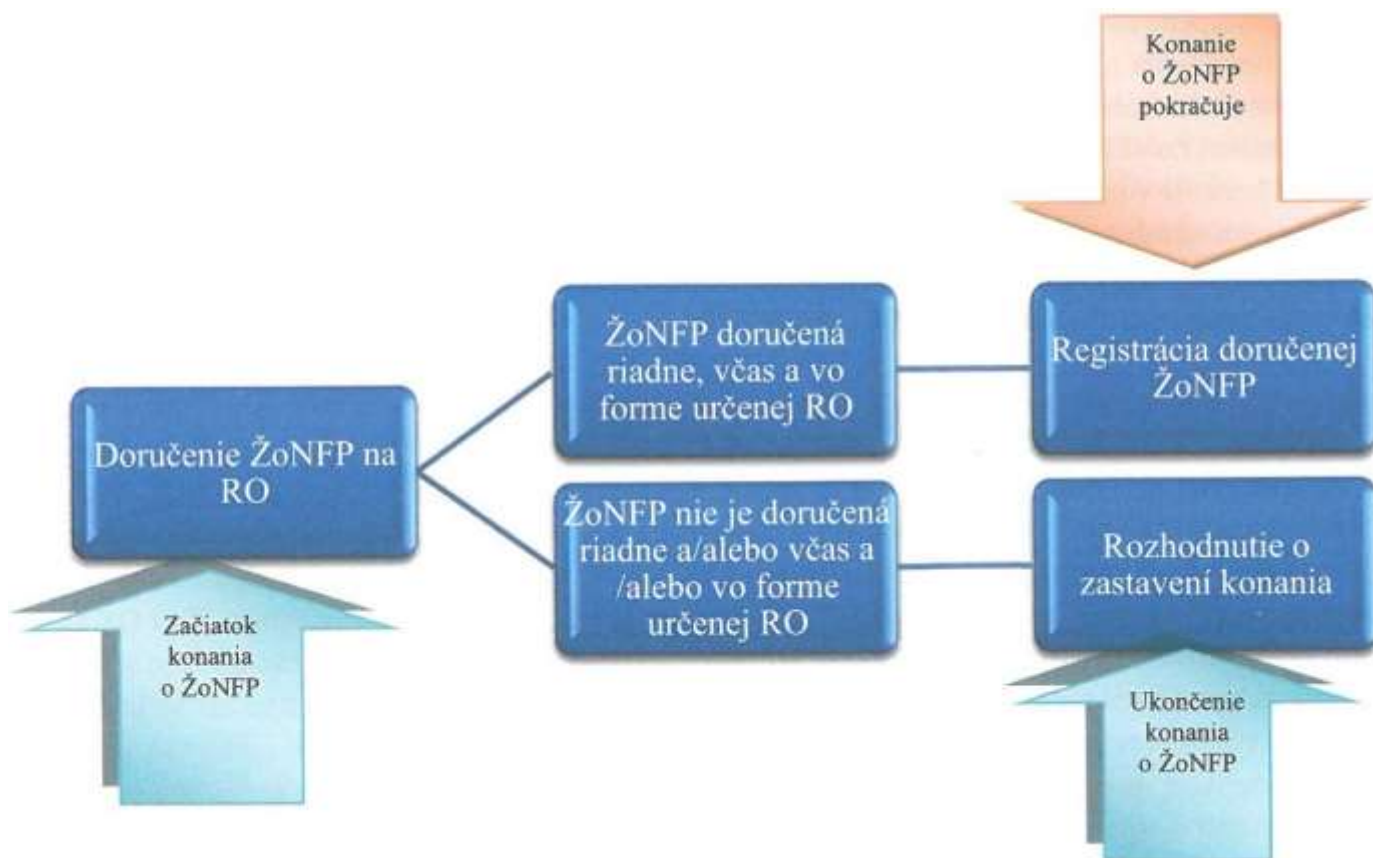 Konanie
o ŽoNFP
pokračuje
ŽoNFP doručená
riadne, včas a vo
forme určenej RO
Registrácia doručenej
ŽoNFP
Doručenie ŽoNFP na
RO
ŽoNFP nie je doručená
riadne a/alebo včas a
/alebo vo forme
určenej RO
Rozhodnutie o
zastavení konania
Začiatok
konania
o ŽoNFP
Ukončenie
konania
o ŽoNFP